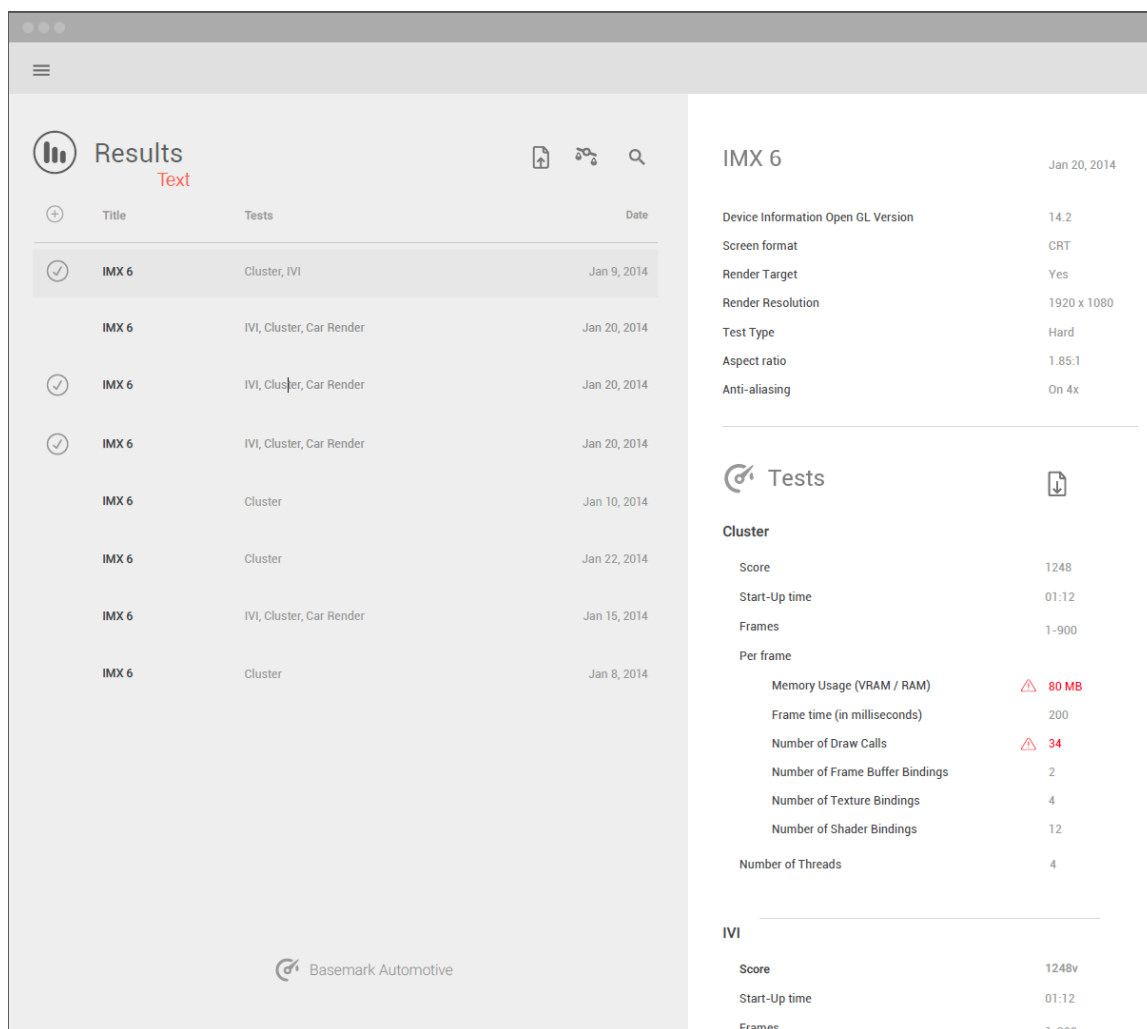 Results
Text
Title Tests Date
IMX 6 Cluster, IVI Jan 9, 2014
IMX 6 IVI, Cluster, Car Render Jan 20, 2014
IMX 6 IVI, Cluster, Car Render Jan 20, 2014
IMX 6 IVI, Cluster, Car Render Jan 20, 2014
IMX 6 Cluster Jan 10, 2014
IMX 6 Cluster Jan 22, 2014
IMX 6 IVI, Cluster, Car Render Jan 15, 2014
IMX 6 Cluster Jan 8, 2014
Basemark Automotive
IMX 6 Jan 20, 2014
Device Information Open GL Version 14.2
Screen format CRT
Render Target Yes
Render Resolution 1920 x 1080
Test Type Hard
Aspect ratio 1.85:1
Anti-aliasing On 4x
Tests
Cluster
Score 1248
Start-Up time 01:12
Frames 1-900
Per frame
Memory Usage (VRAM / RAM) 80 MB
Frame time (in milliseconds) 200
Number of Draw Calls 34
Number of Frame Buffer Bindings 2
Number of Texture Bindings 4
Number of Shader Bindings 12
Number of Threads 4
IVI
Score 1248v
Start-Up time 01:12
Frames